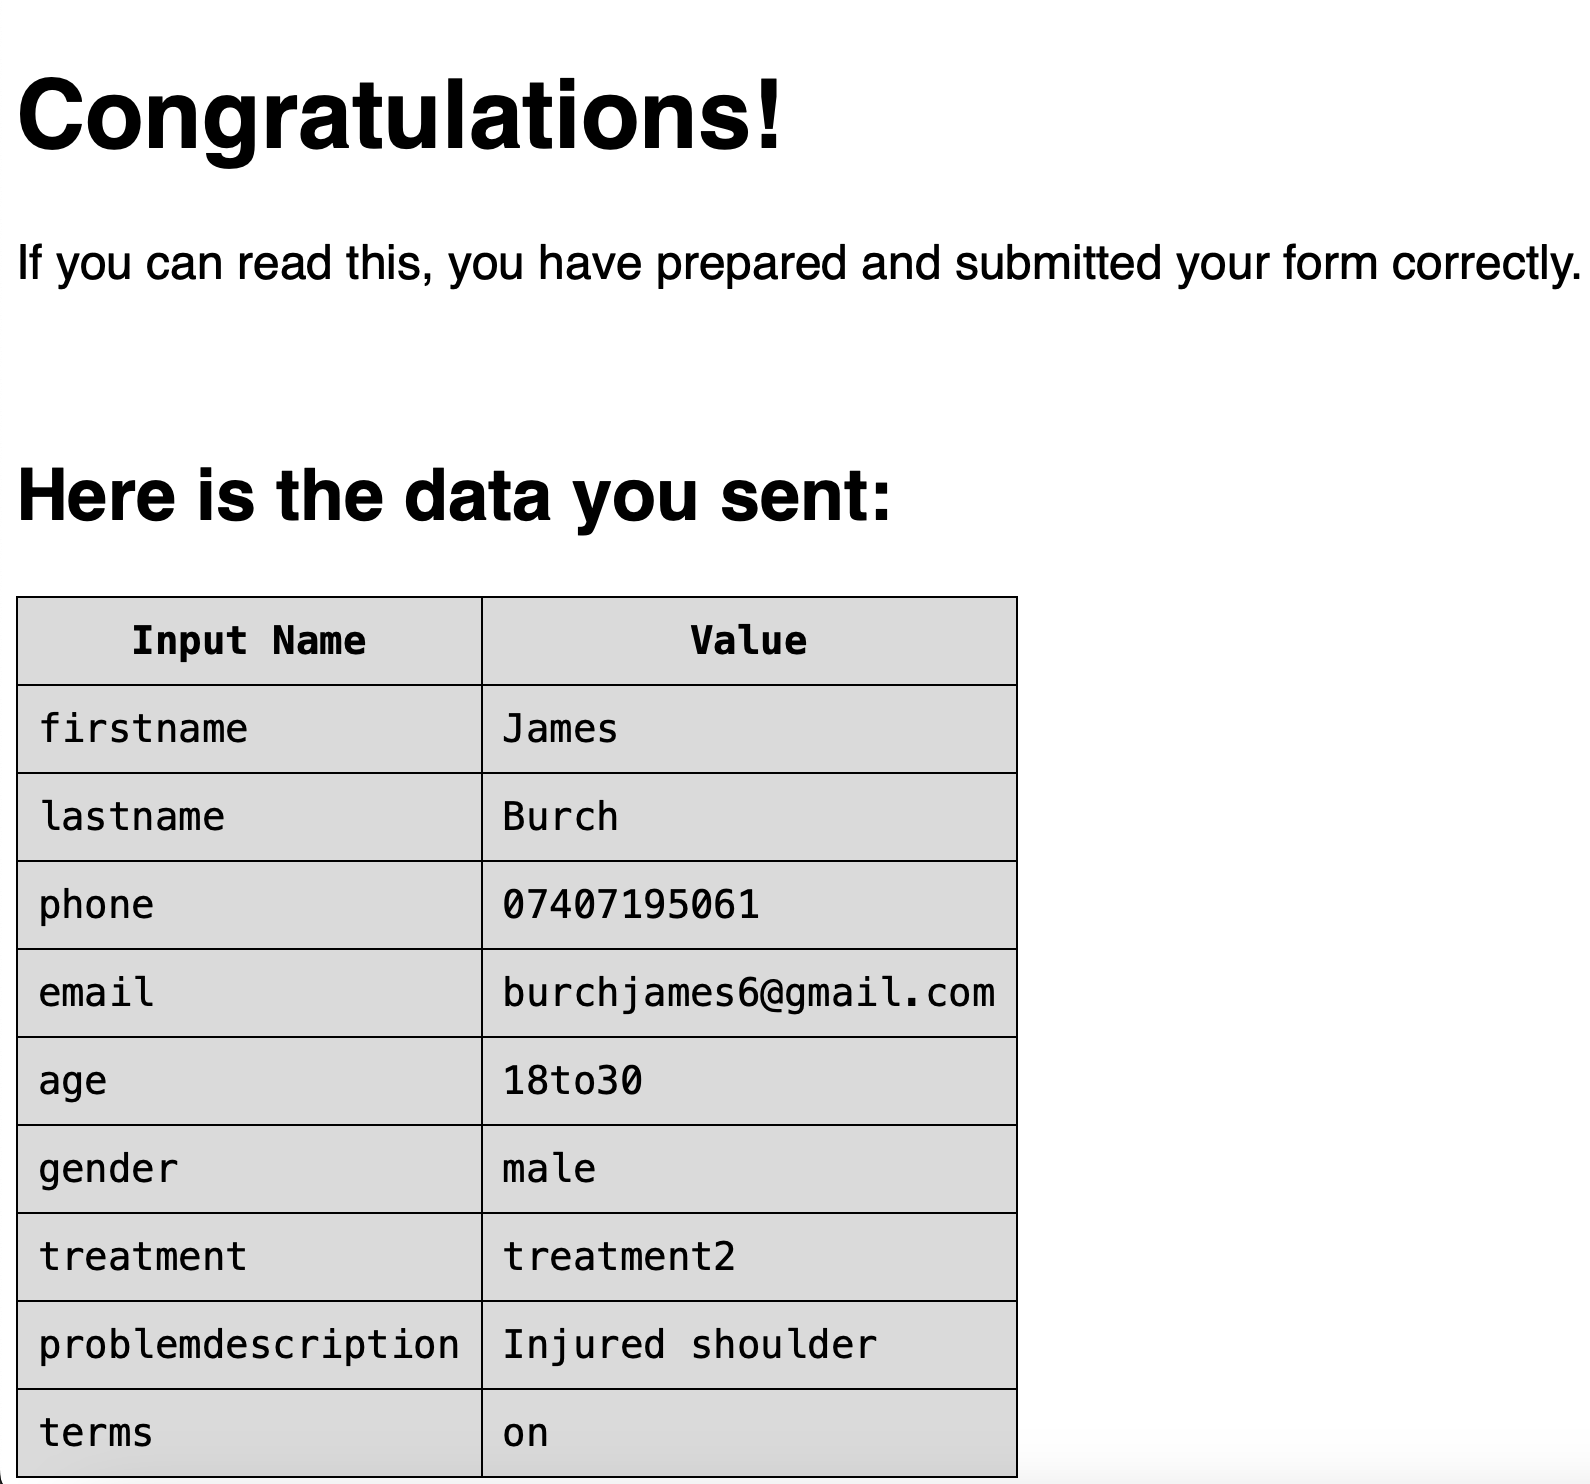 Congratulations!
If you can read this, you have prepared and submitted your form correctly.
Here is the data you sent:
Input Name Value
firstname James
lastname Burch
phone 07407195061
email burchjames6@gmail.com
age 18to30
gender male
treatment treatment2
problemdescription Injured shoulder
terms on